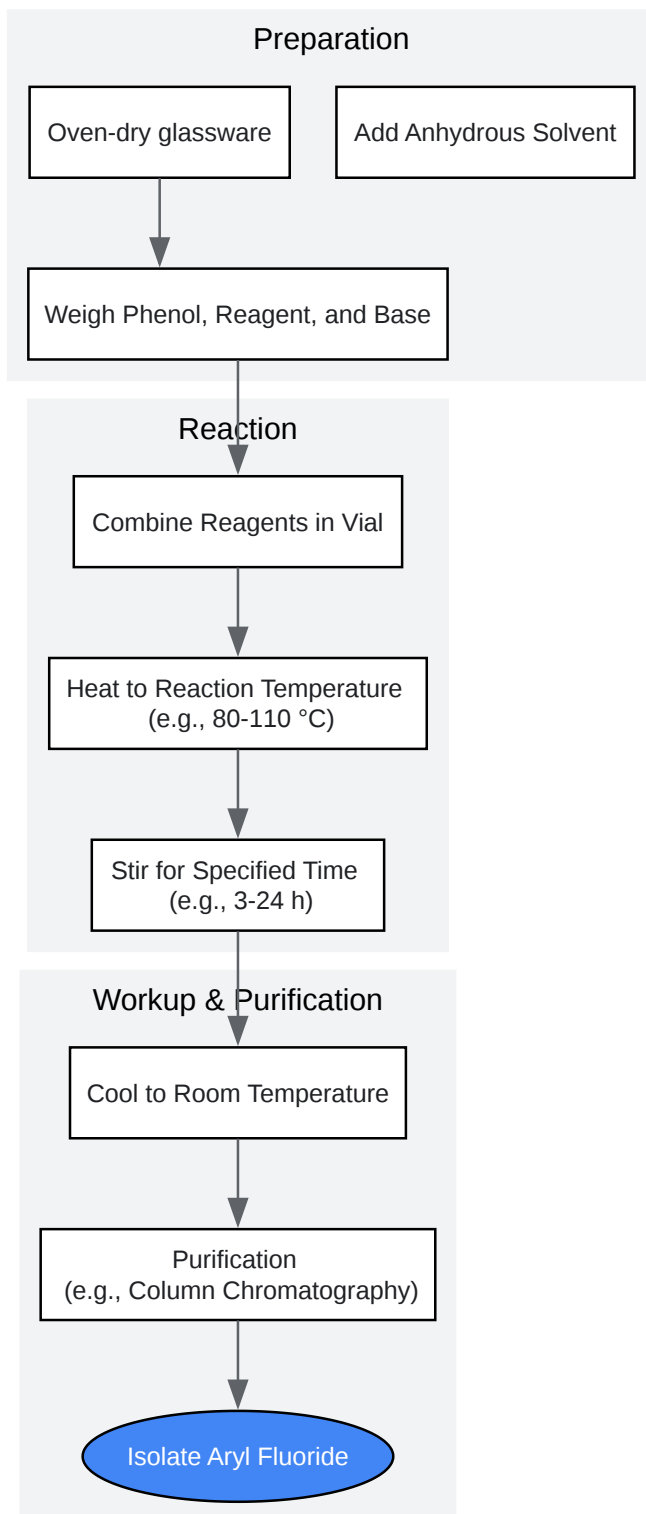 Preparation
Oven-dry glassware
Add Anhydrous Solvent
Weigh Phenol, Reagent, and Base
Reaction
Combine Reagents in Vial
Heat to Reaction Temperature
(e.g., 80-110 °C)
Stir for Specified Time
(e.g., 3-24 h)
Workup & Purification
Cool to Room Temperature
Purification
(e.g., Column Chromatography)
Isolate Aryl Fluoride